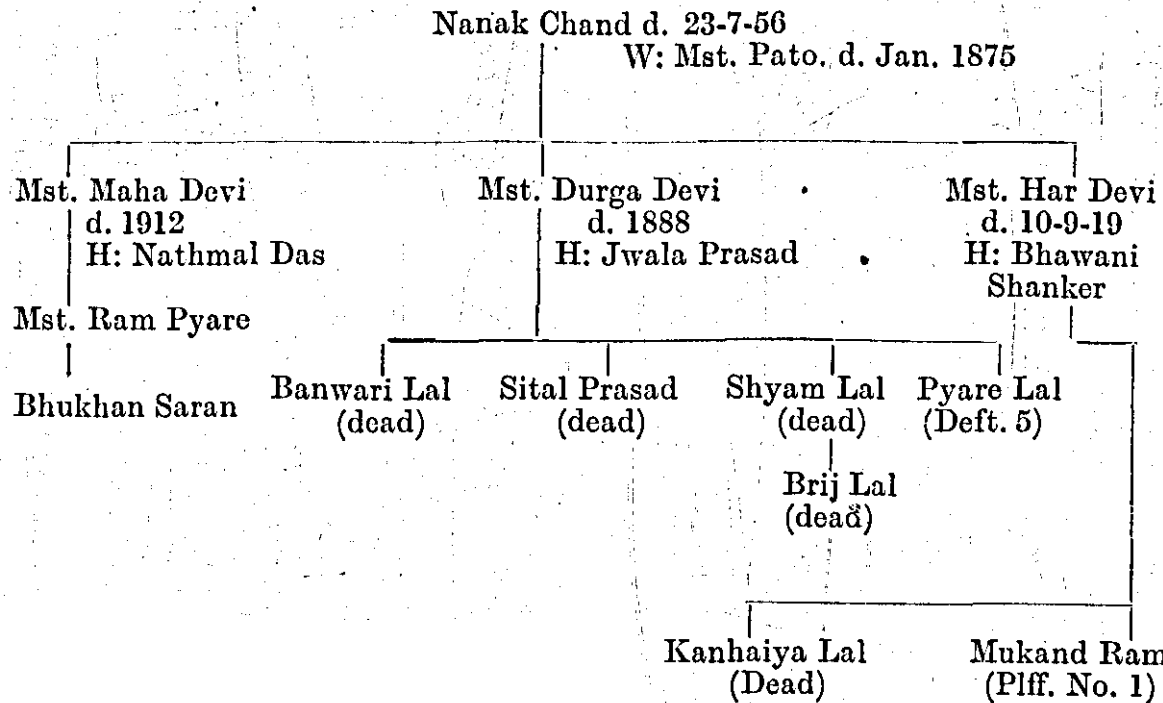 Nanak Chand d. 23-7-56
W: Mst. Pato. d. Jan. 1875
Mst. Maha Devi
d. 1912
H: Nathmal Das
Mst. Durga Devi
d. 1888
H: Jwala Prasad
Mst. Har Devi
d. 10-9-19
H: Bhawani
Shanker
Mst. Ram Pyare
Bhukhan Saran
Banwari Lal
(dead)
Sital Prasad
(dead)
Shyam Lal
(dead)
Pyare Lal
(Deft. 5)
Brij Lal
(dead)
Kanhaiya Lal
(Dead)
Mukand Ram
(Plff. No. 1)